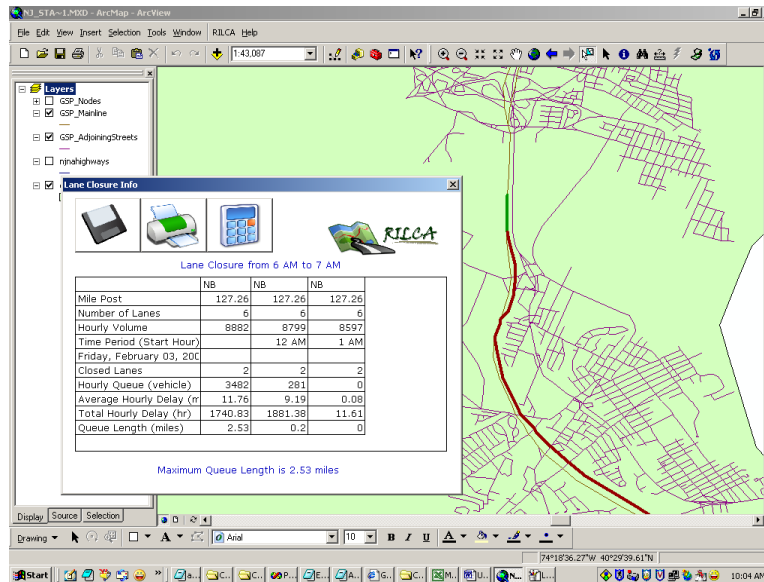 NJ_STA~1.MXD - ArcMap - ArcView
File Edit View Insert Selection Tools Window RILCA Help
1:43,087
Layers
GSP_Nodes
GSP_Mainline
GSP_AdjoiningStreets
njnahighways
Lane Closure Info
RILCA
Lane Closure from 6 AM to 7 AM
NB NB NB
Mile Post 127.26 127.26 127.26
Number of Lanes 6 6 6
Hourly Volume 8882 8799 8597
Time Period (Start Hour) 12 AM 1 AM
Friday, February 03, 200
Closed Lanes 2 2 2
Hourly Queue (vehicle) 3482 281 0
Average Hourly Delay (m 11.76 9.19 0.08
Total Hourly Delay (hr) 1740.83 1881.38 11.61
Queue Length (miles) 2.53 0.2 0
Maximum Queue Length is 2.53 miles
Display Source Selection
Drawing Arial 10 B I U A
74°18'36.27"W 40°29'39.61"N
Start » a.. C.. C.. P.. E.. A.. G.. C.. M.. U.. N... L... 10:04 AM